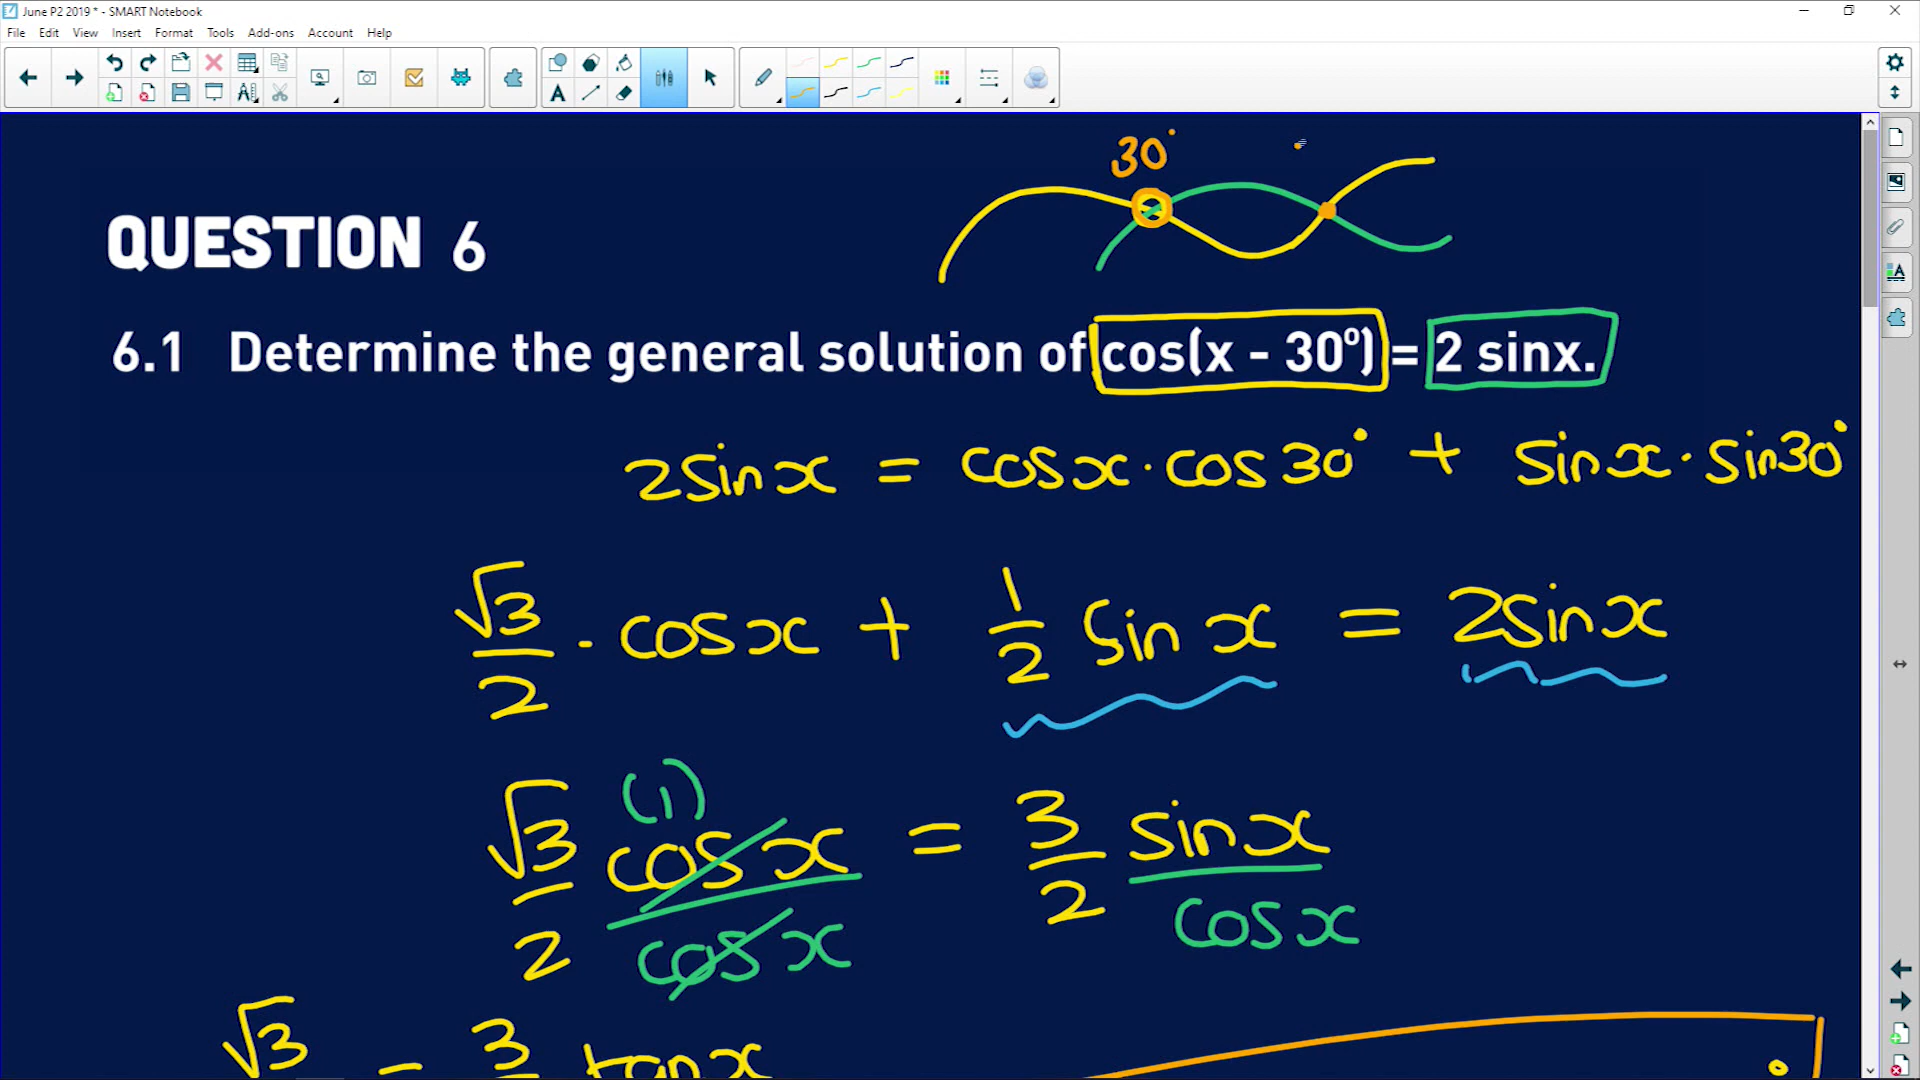 June P2 2019 * - SMART Notebook
File Edit View Insert Format Tools Add-ons Account Help
30°
QUESTION 6
6.1 Determine the general solution of cos(x - 30º) = 2 sinx.
2sinx = cosx·cos30° + sinx·sin30°
√3/2 · cosx + 1/2 sinx = 2sinx
(1)
√3/2 cosx/cosx = 3/2 sinx/cosx
√3 = 3 tanx